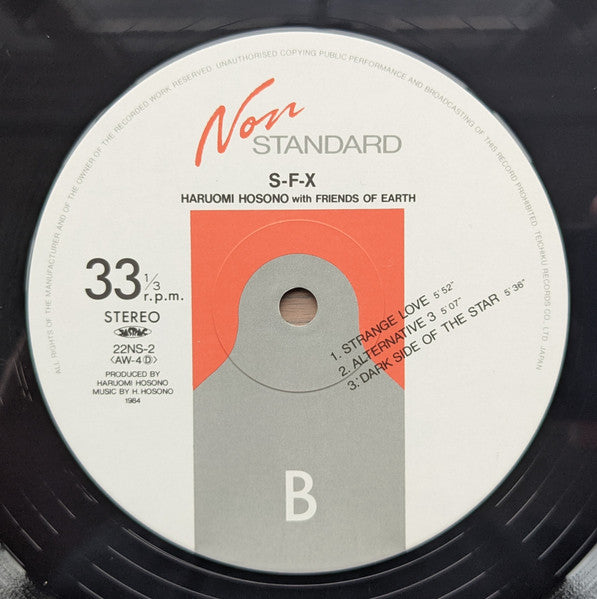 ALL RIGHTS OF THE MANUFACTURER AND OF THE OWNER OF THE RECORDED WORK RESERVED. UNAUTHORISED COPYING PUBLIC PERFORMANCE AND BROADCASTING OF THIS RECORD PROHIBITED. TEICHIKU RECORDS CO., LTD. JAPAN
Non
STANDARD
S-F-X
HARUOMI HOSONO with FRIENDS OF EARTH
33 1/3
r.p.m.
STEREO
22NS-2
〈AW-4Ⓓ〉
PRODUCED BY
HARUOMI HOSONO
MUSIC BY H. HOSONO
1984
1. STRANGE LOVE 5'52"
2. ALTERNATIVE 3 5'07"
3: DARK SIDE OF THE STAR 5'36"
B